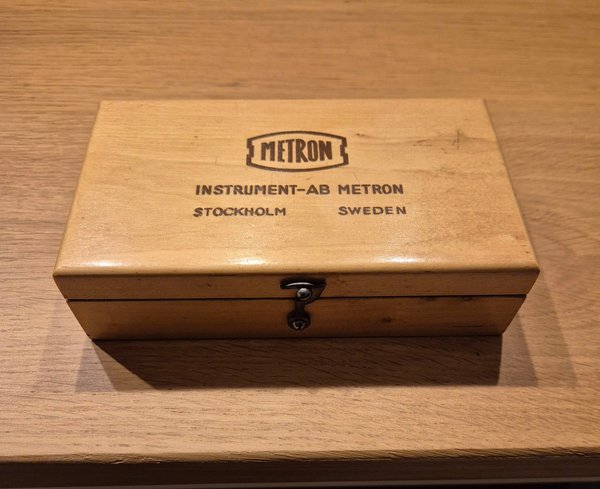 METRON
INSTRUMENT-AB METRON
STOCKHOLM SWEDEN